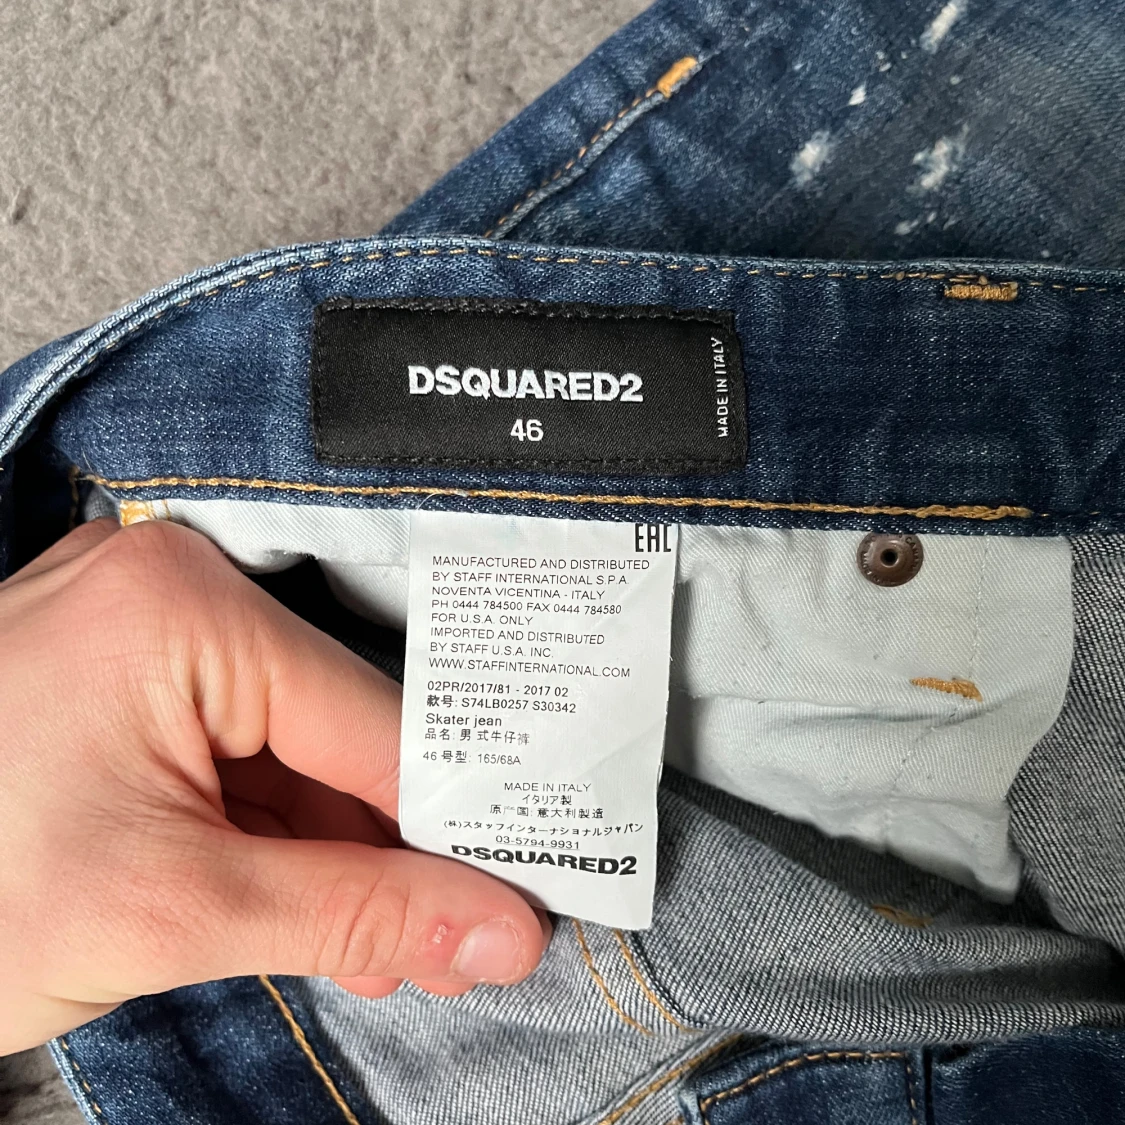 DSQUARED2
46
MADE IN ITALY
EAC
MANUFACTURED AND DISTRIBUTED
BY STAFF INTERNATIONAL S.P.A.
NOVENTA VICENTINA - ITALY
PH 0444 784500 FAX 0444 784580
FOR U.S.A. ONLY
IMPORTED AND DISTRIBUTED
BY STAFF U.S.A. INC.
WWW.STAFFINTERNATIONAL.COM
02PR/2017/81 - 2017 02
款号: S74LB0257 S30342
Skater jean
品名: 男 式牛仔裤
46 号型: 165/68A
MADE IN ITALY
イタリア製
原产国: 意大利製造
(株)スタッフインターナショナルジャパン
03-5794-9931
DSQUARED2